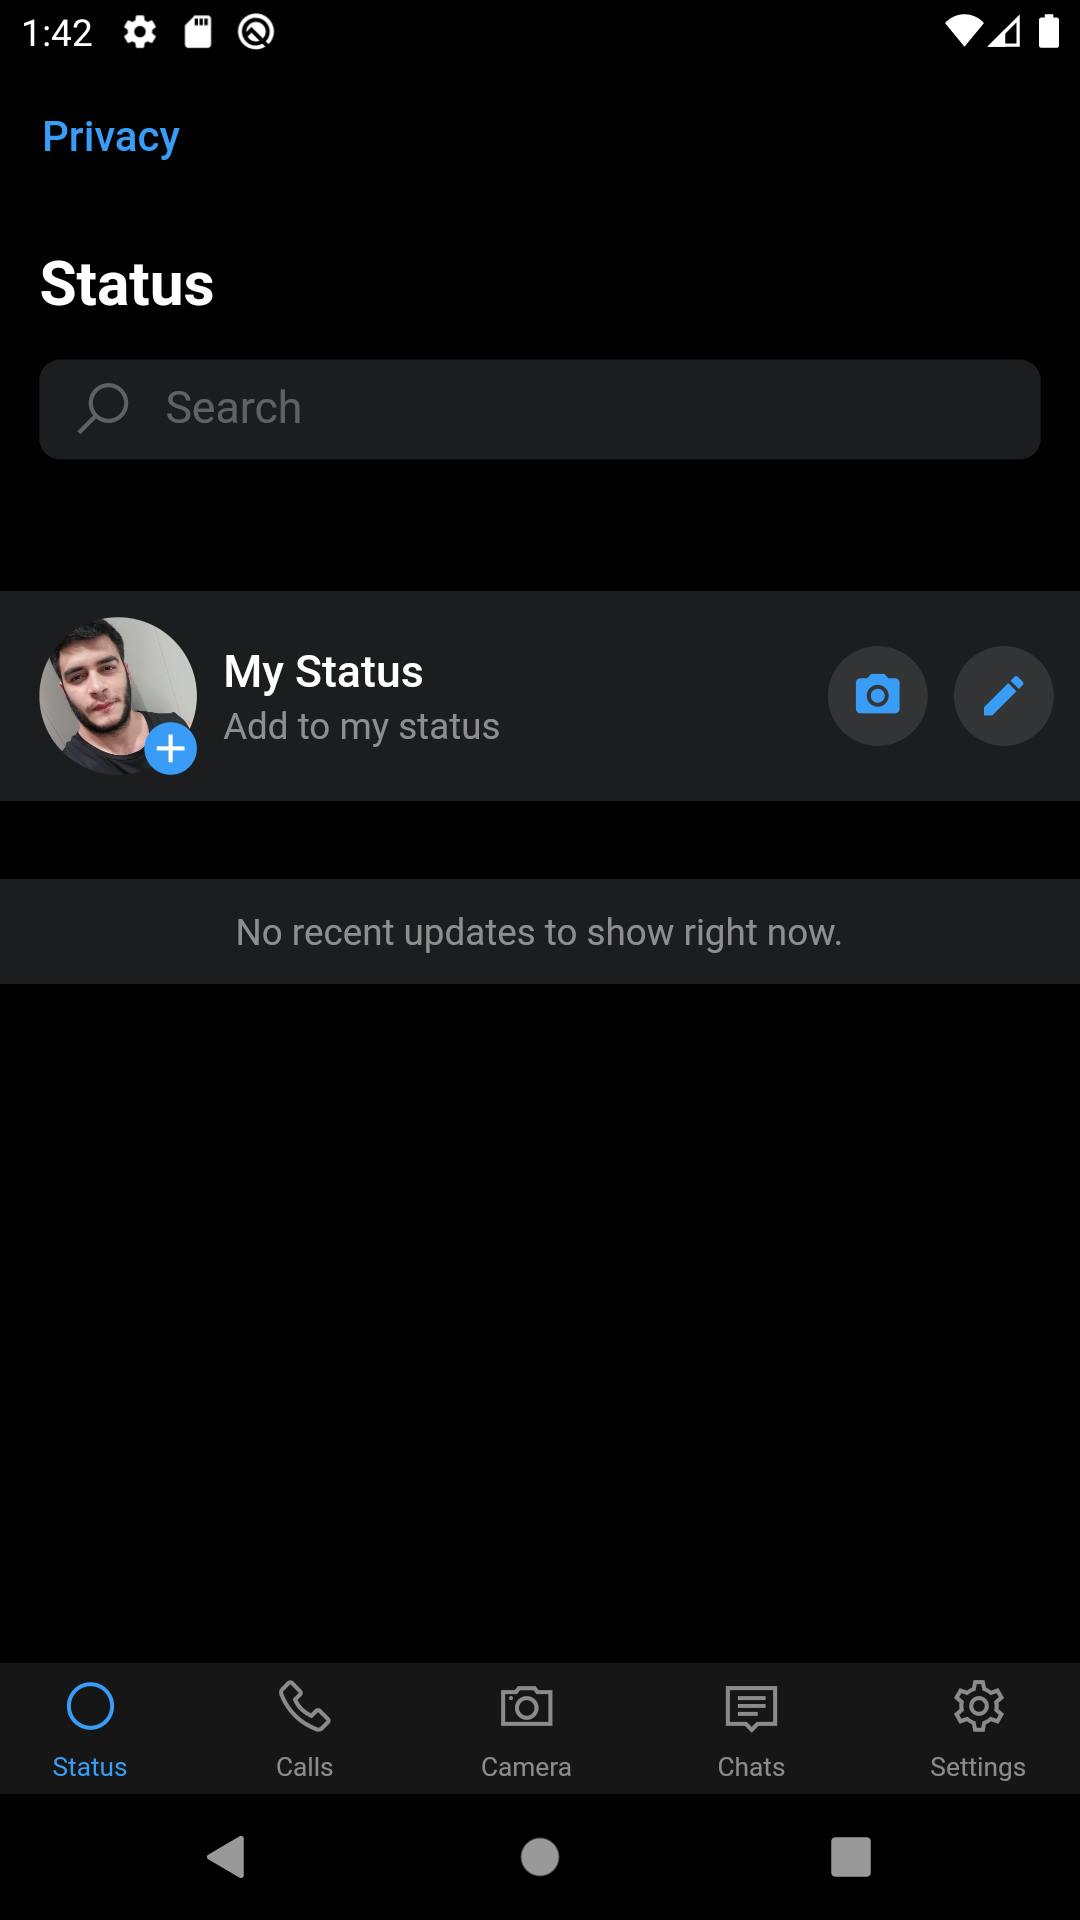 1:42
Privacy
Status
Search
My Status
Add to my status
No recent updates to show right now.
Status
Calls
Camera
Chats
Settings